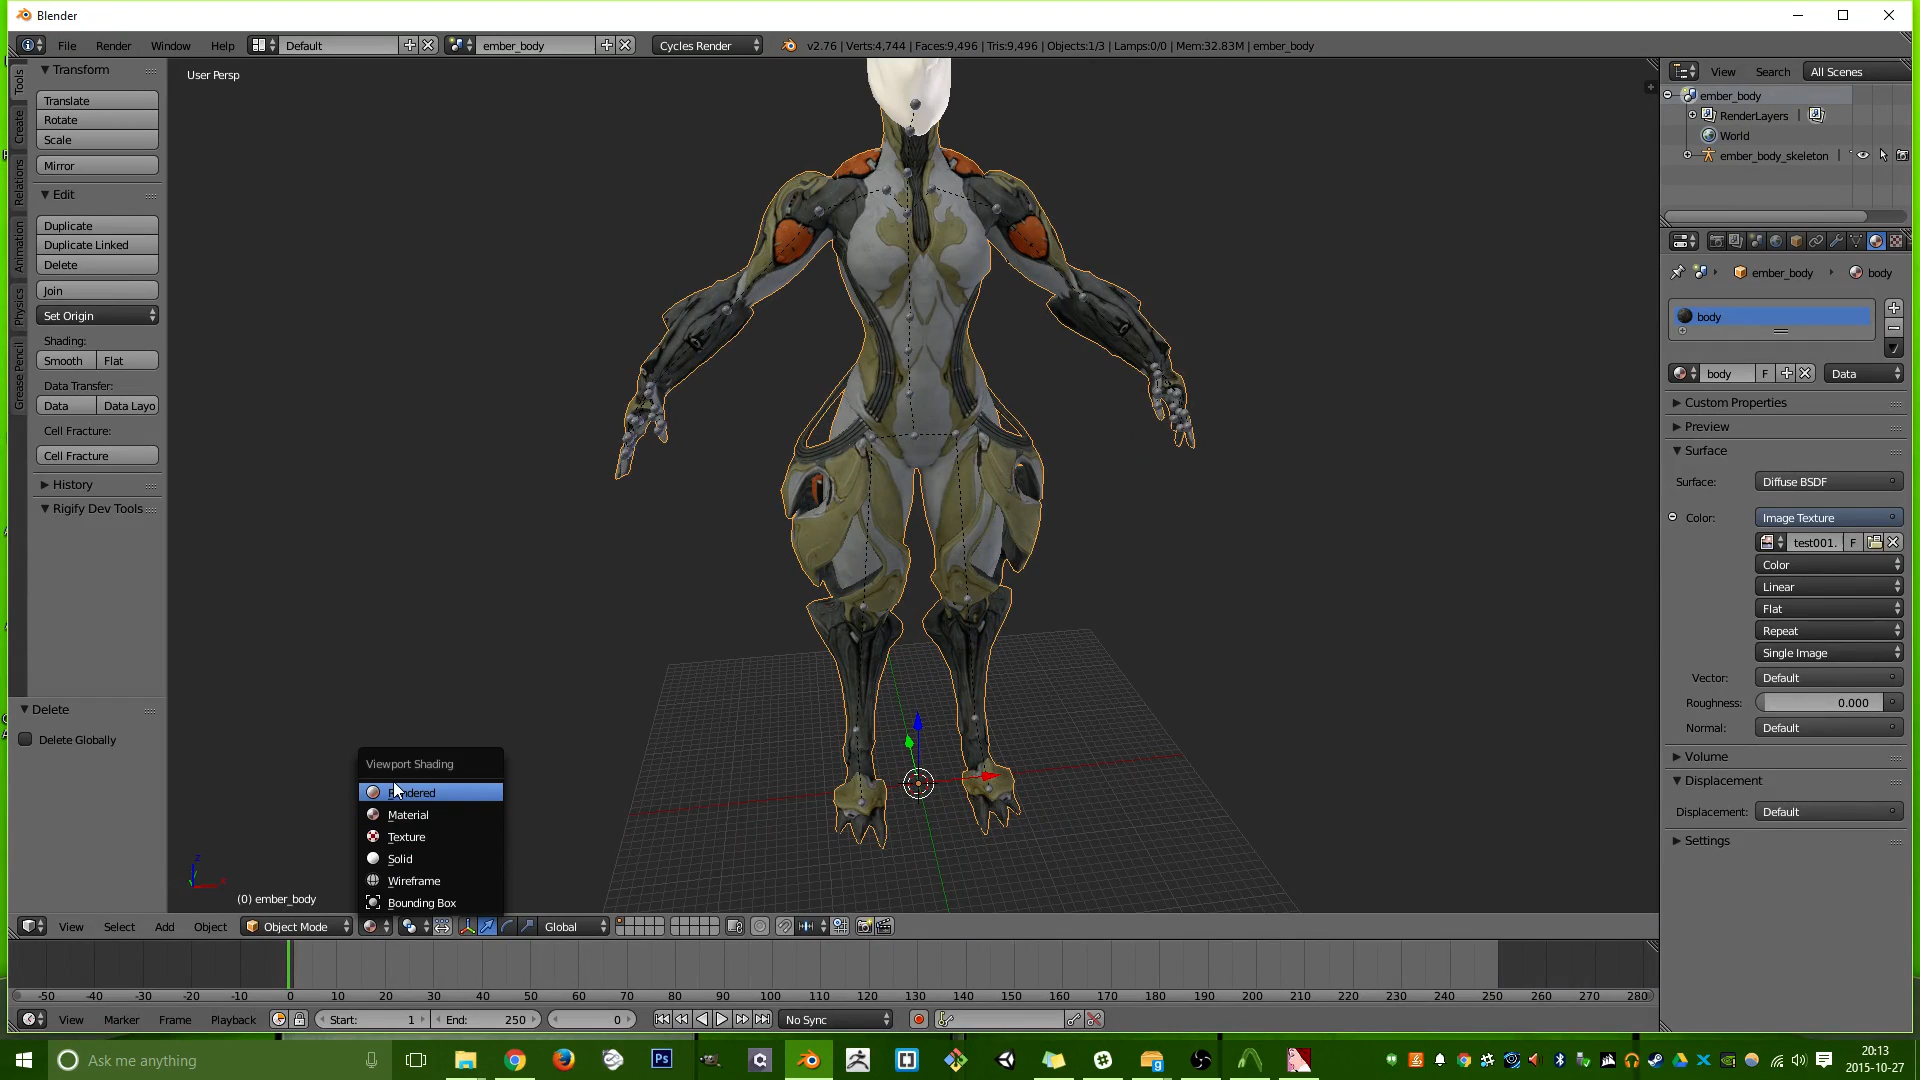 Blender
File Render Window Help Default ember_body Cycles Render v2.76 | Verts:4,744 | Faces:9,496 | Tris:9,496 | Objects:1/3 | Lamps:0/0 | Mem:32.83M | ember_body
Tools
Create
Relations
Animation
Physics
Grease Pencil
Transform
Translate
Rotate
Scale
Mirror
Edit
Duplicate
Duplicate Linked
Delete
Join
Set Origin
Shading:
Smooth Flat
Data Transfer:
Data Data Layo
Cell Fracture:
Cell Fracture
History
Rigify Dev Tools
Delete
Delete Globally
User Persp
Viewport Shading
Rendered
Material
Texture
Solid
Wireframe
Bounding Box
z
x
(0) ember_body
View Select Add Object Object Mode Global
-50 -40 -30 -20 -10 0 10 20 30 40 50 60 70 80 90 100 110 120 130 140 150 160 170 180 190 200 210 220 230 240 250 260 270 280
View Marker Frame Playback Start: 1 End: 250 0 No Sync
View Search All Scenes
ember_body
RenderLayers |
World
ember_body_skeleton |
ember_body body
body
body F Data
Custom Properties
Preview
Surface
Surface: Diffuse BSDF
Color: Image Texture
test001. F
Color
Linear
Flat
Repeat
Single Image
Vector: Default
Roughness: 0.000
Normal: Default
Volume
Displacement
Displacement: Default
Settings
Ask me anything
Ps
20:13
2015-10-27